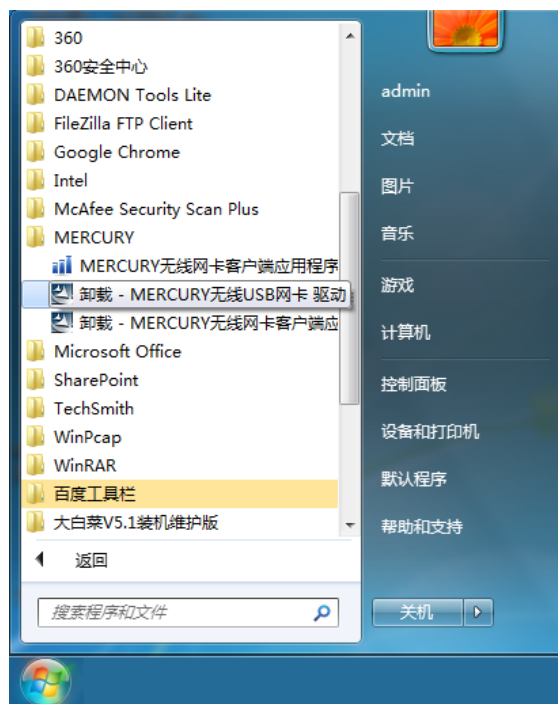 360
360安全中心
DAEMON Tools Lite
FileZilla FTP Client
Google Chrome
Intel
McAfee Security Scan Plus
MERCURY
MERCURY无线网卡客户端应用程序
卸载 - MERCURY无线USB网卡 驱动
卸载 - MERCURY无线网卡客户端应
Microsoft Office
SharePoint
TechSmith
WinPcap
WinRAR
百度工具栏
大白菜V5.1装机维护版
返回
搜索程序和文件
admin
文档
图片
音乐
游戏
计算机
控制面板
设备和打印机
默认程序
帮助和支持
关机